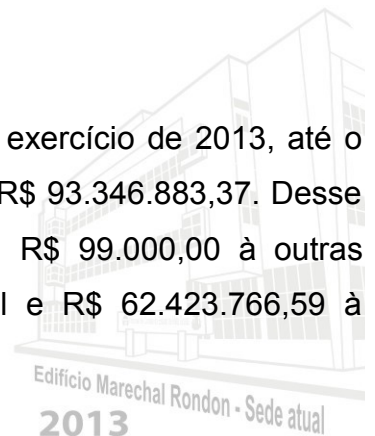 exercício de 2013, até o
R$ 93.346.883,37. Desse
R$ 99.000,00 à outras
l e R$ 62.423.766,59 à
Edifício Marechal Rondon - Sede atual
2013